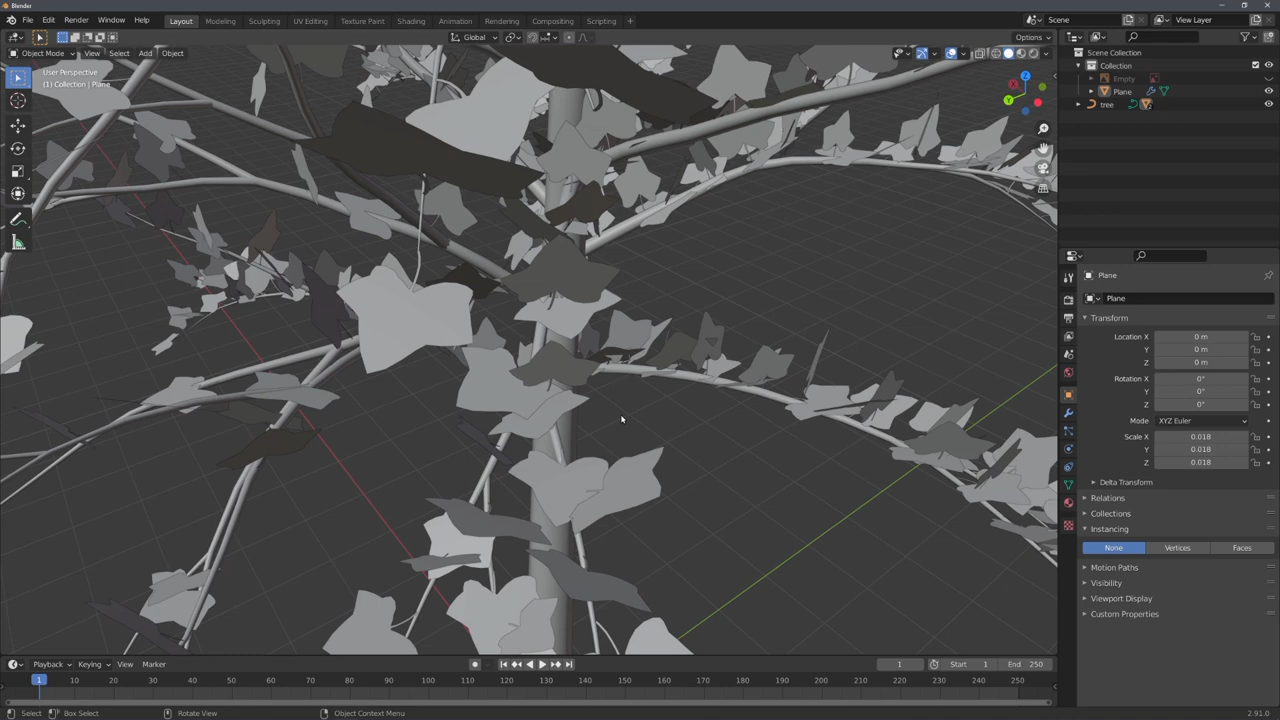 Blender
File Edit Render Window Help
Layout Modeling Sculpting UV Editing Texture Paint Shading Animation Rendering Compositing Scripting +
Scene
View Layer
Global
Options
Object Mode View Select Add Object
User Perspective
(1) Collection | Plane
Z
Y
Scene Collection
Collection
Empty
Plane
tree
Plane
Plane
Transform
Location X 0 m
Y 0 m
Z 0 m
Rotation X 0°
Y 0°
Z 0°
Mode XYZ Euler
Scale X 0.018
Y 0.018
Z 0.018
Delta Transform
Relations
Collections
Instancing
None Vertices Faces
Motion Paths
Visibility
Viewport Display
Custom Properties
Playback Keying View Marker
1 Start 1 End 250
1 10 20 30 40 50 60 70 80 90 100 110 120 130 140 150 160 170 180 190 200 210 220 230 240 250
Select Box Select Rotate View Object Context Menu 2.91.0